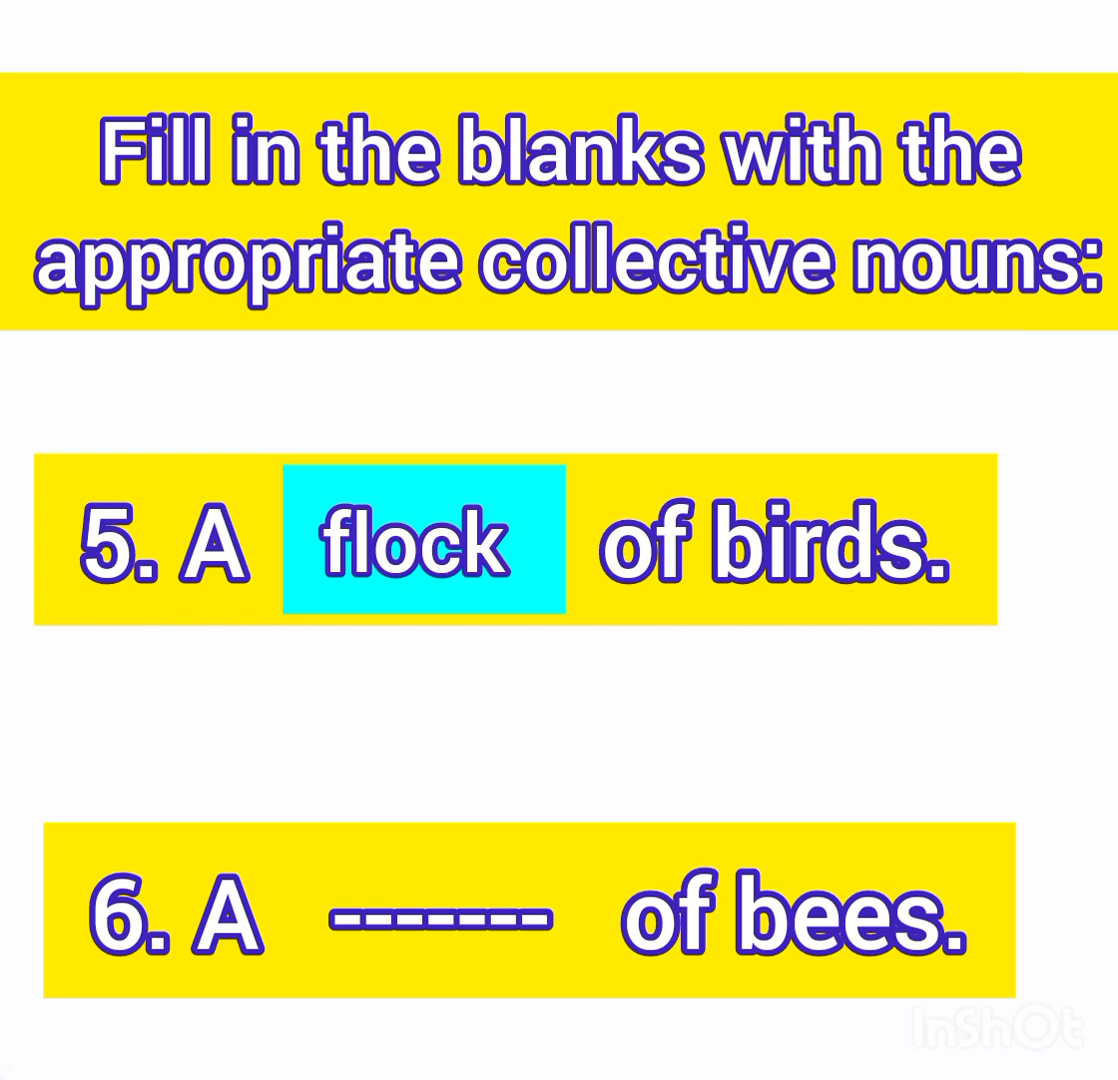 Fill in the blanks with the
appropriate collective nouns:
5. A flock of birds.
6. A ------ of bees.
InShOt